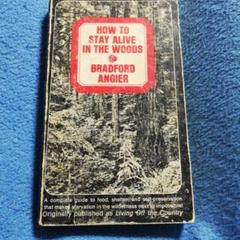 HOW TO
STAY ALIVE
IN THE WOODS
BRADFORD
ANGIER
A complete guide to food, shelter, and self-preservation
that makes starvation in the wilderness next to impossible
Originally published as Living Off the Country